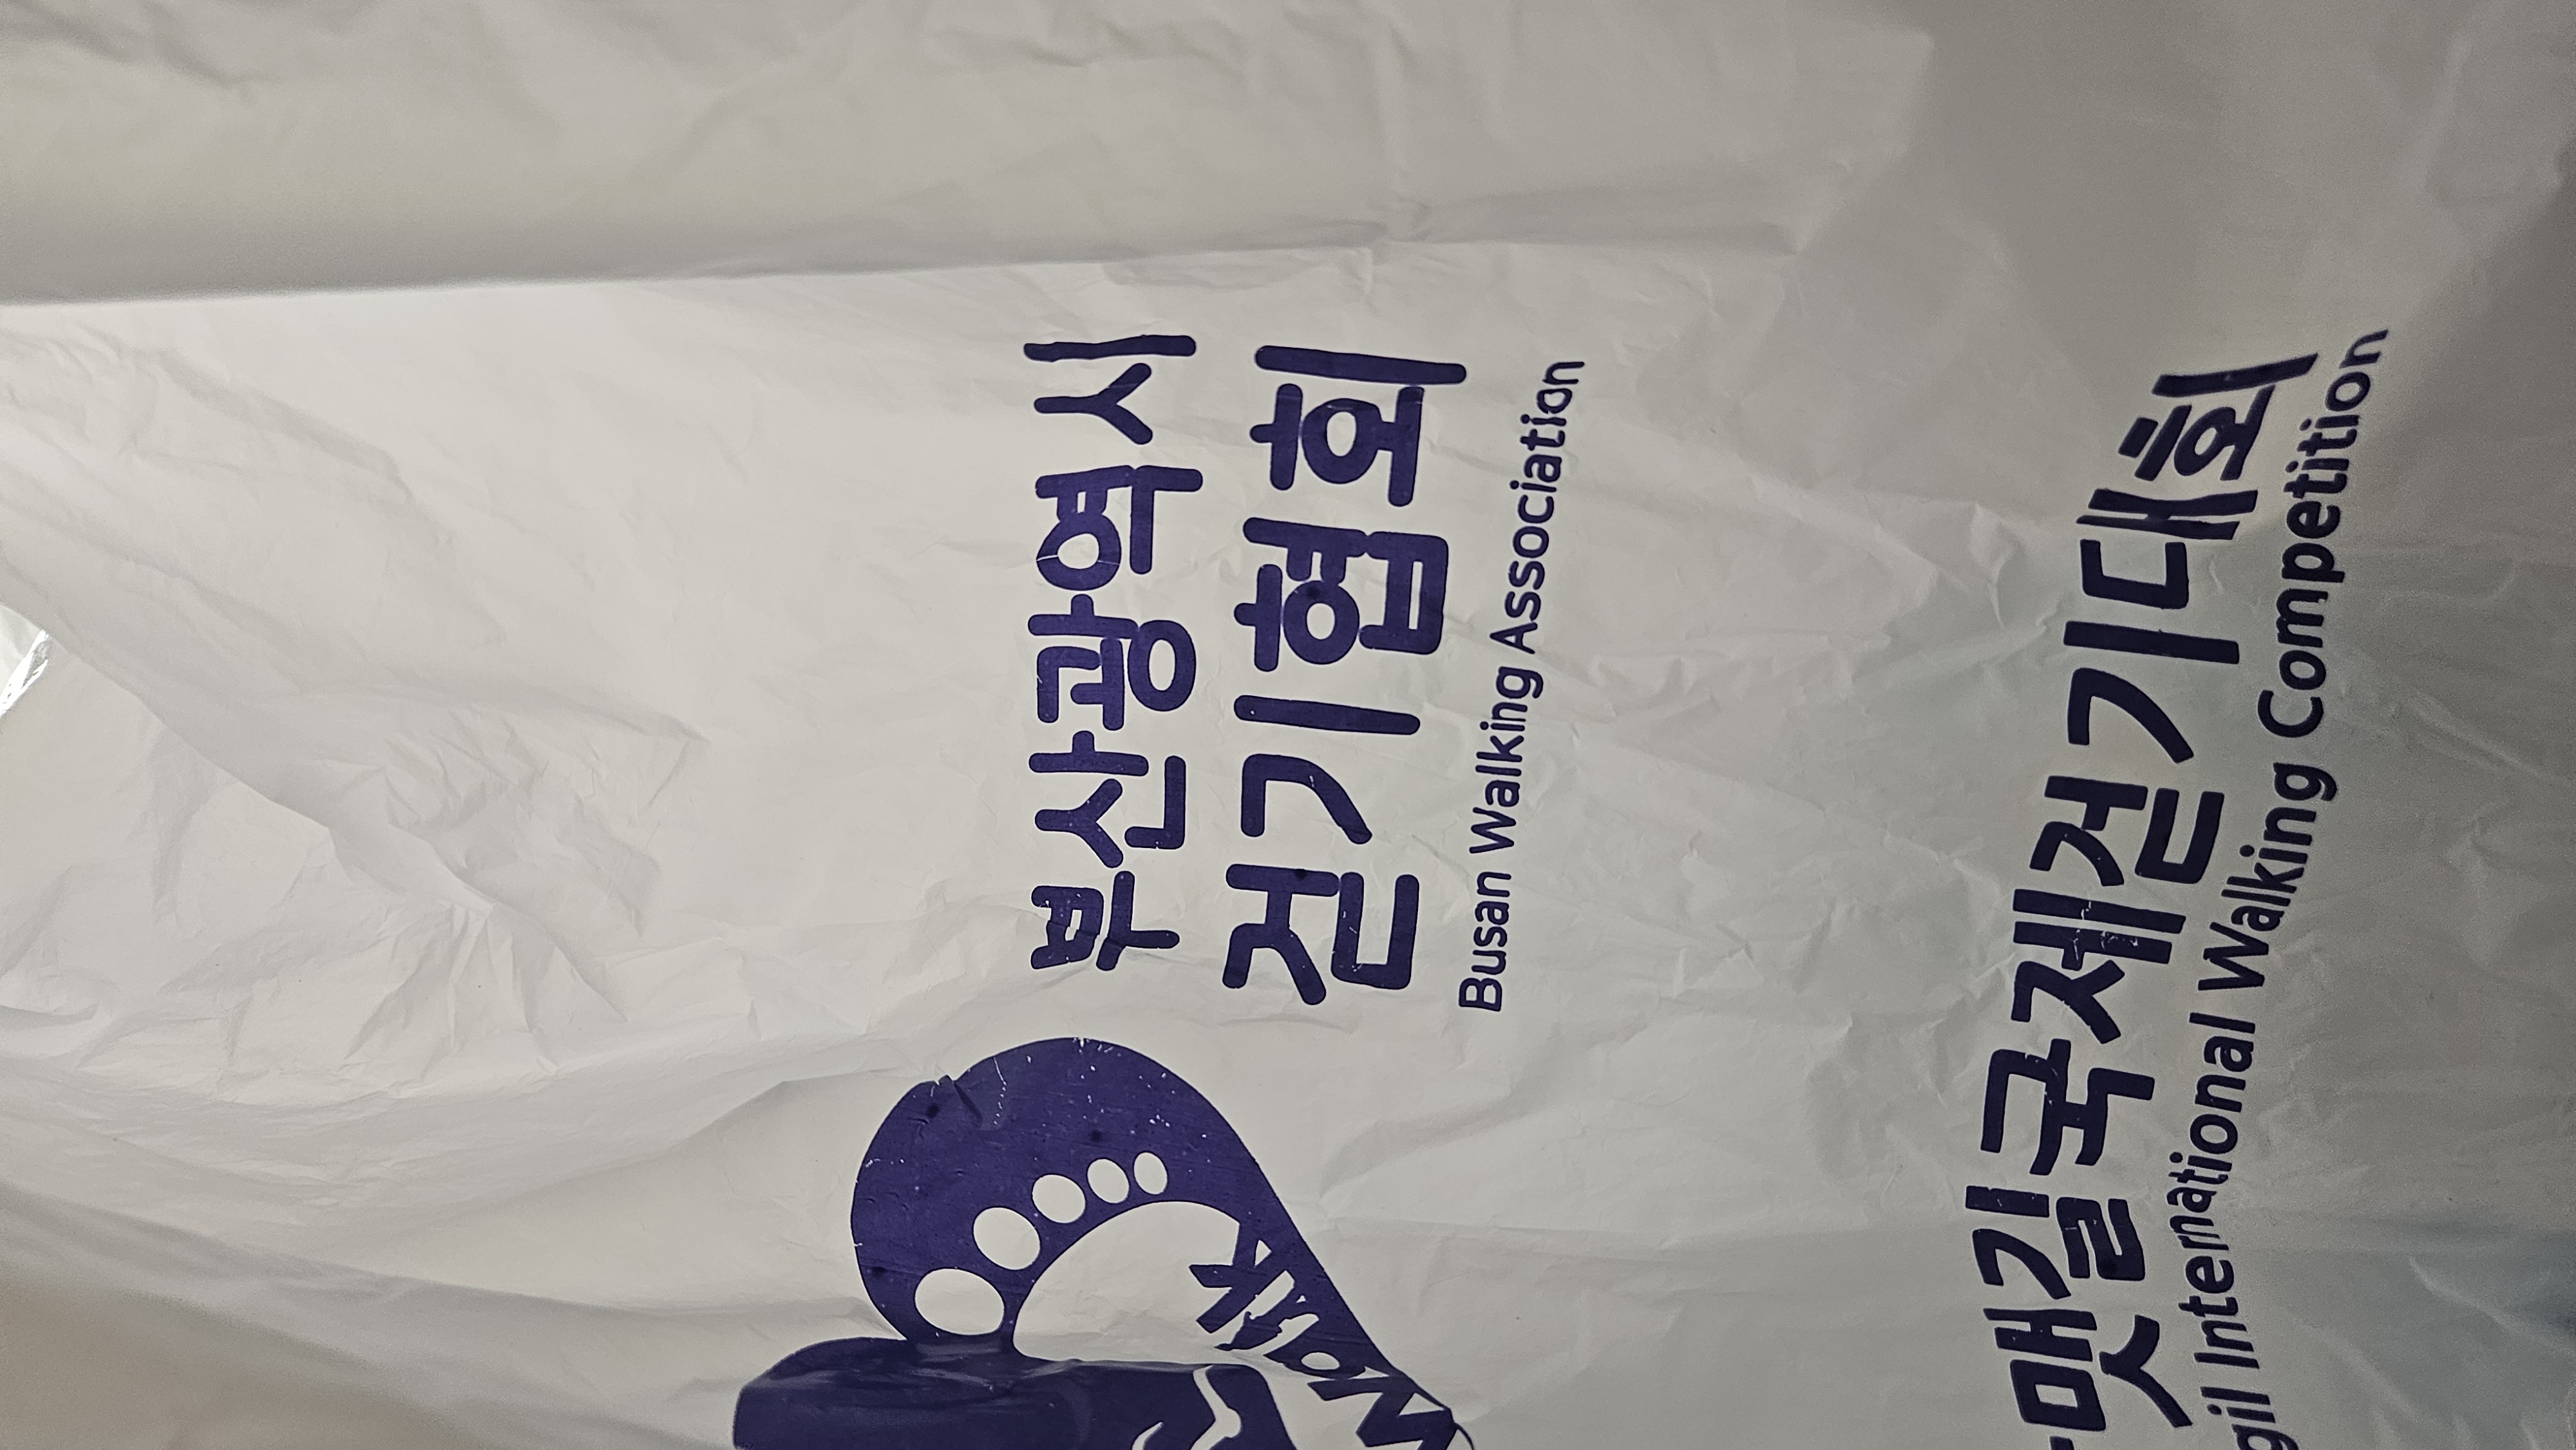 부산광역시
걷기협회
Busan Walking Association
Walk
맷길국제걷기대회
gil International Walking Competition